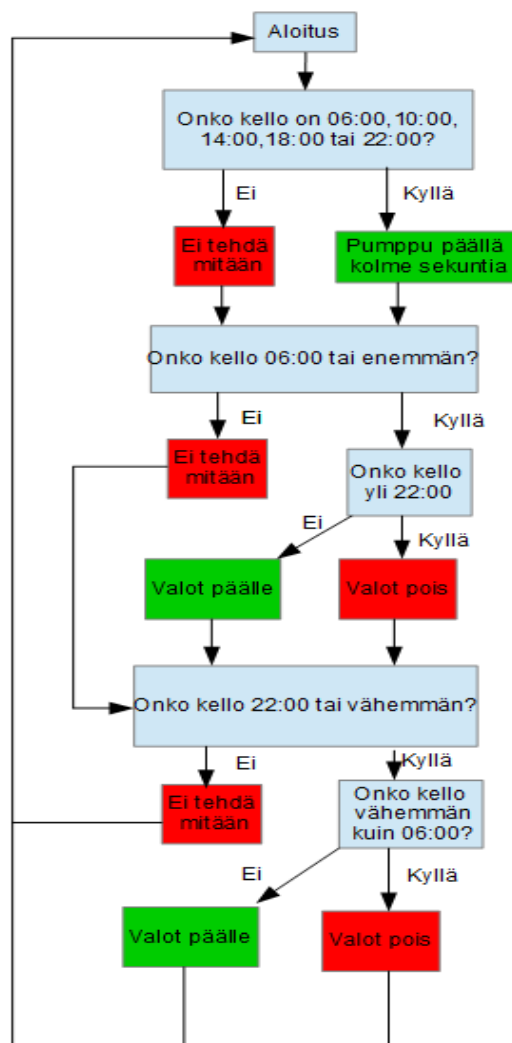 Aloitus
Onko kello on 06:00,10:00,
14:00,18:00 tai 22:00?
Ei
Kyllä
Ei tehdä
mitään
Pumppu päällä
kolme sekuntia
Onko kello 06:00 tai enemmän?
Ei
Kyllä
Ei tehdä
mitään
Onko kello
yli 22:00
Ei
Kyllä
Valot päälle
Valot pois
Onko kello 22:00 tai vähemmän?
Ei
Kyllä
Ei tehdä
mitään
Onko kello
vähemmän
kuin 06:00?
Ei
Kyllä
Valot päälle
Valot pois